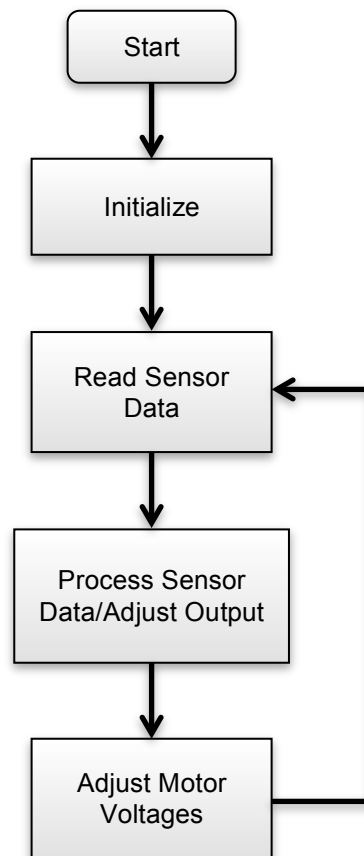 Start
Initialize
Read Sensor
Data
Process Sensor
Data/Adjust Output
Adjust Motor
Voltages